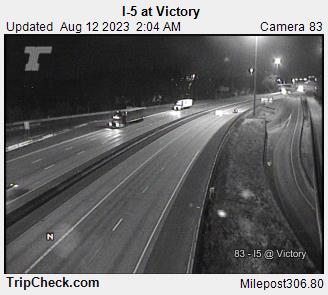 I-5 at Victory
Updated Aug 12 2023 2:04 AM Camera 83
T
N
83 - I5 @ Victory
TripCheck.com Milepost306.80